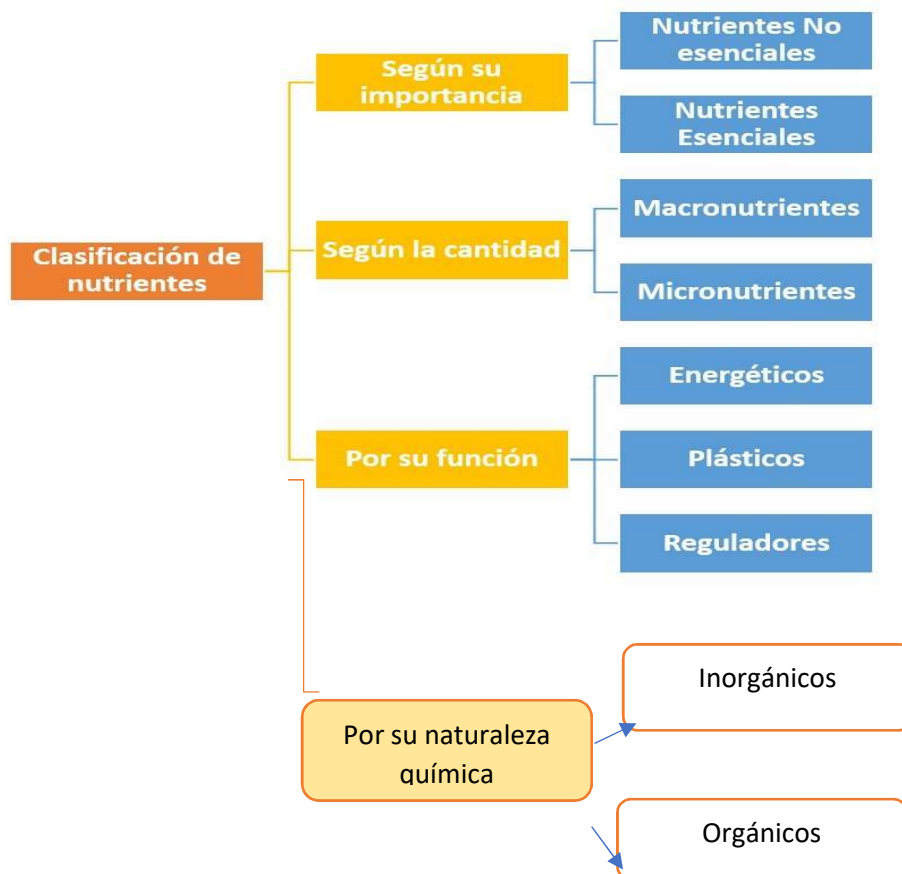 Clasificación de
nutrientes
Según su
importancia
Nutrientes No
esenciales
Nutrientes
Esenciales
Según la cantidad
Macronutrientes
Micronutrientes
Por su función
Energéticos
Plásticos
Reguladores
Por su naturaleza
química
Inorgánicos
Orgánicos